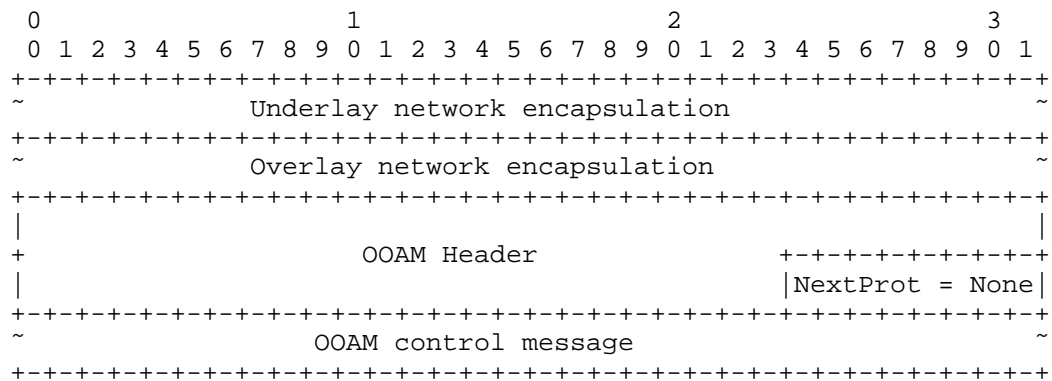 0                   1                   2                   3
 0 1 2 3 4 5 6 7 8 9 0 1 2 3 4 5 6 7 8 9 0 1 2 3 4 5 6 7 8 9 0 1
+-+-+-+-+-+-+-+-+-+-+-+-+-+-+-+-+-+-+-+-+-+-+-+-+-+-+-+-+-+-+-+-+
~              Underlay network encapsulation                   ~
+-+-+-+-+-+-+-+-+-+-+-+-+-+-+-+-+-+-+-+-+-+-+-+-+-+-+-+-+-+-+-+-+
~              Overlay network encapsulation                    ~
+-+-+-+-+-+-+-+-+-+-+-+-+-+-+-+-+-+-+-+-+-+-+-+-+-+-+-+-+-+-+-+-+
|                                                               |
+                     OOAM Header               +-+-+-+-+-+-+-+-+
|                                               |NextProt = None|
+-+-+-+-+-+-+-+-+-+-+-+-+-+-+-+-+-+-+-+-+-+-+-+-+-+-+-+-+-+-+-+-+
~                  OOAM control message                         ~
+-+-+-+-+-+-+-+-+-+-+-+-+-+-+-+-+-+-+-+-+-+-+-+-+-+-+-+-+-+-+-+-+